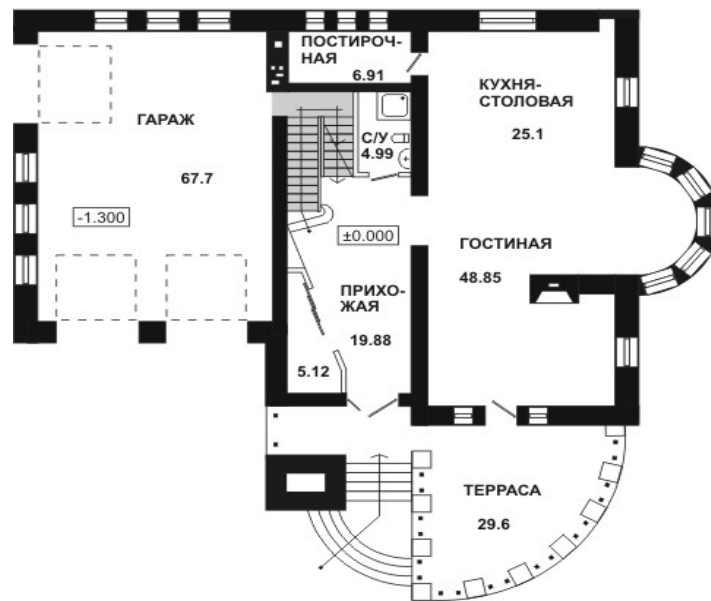 ПОСТИРОЧ-
НАЯ
6.91
КУХНЯ-
СТОЛОВАЯ
25.1
ГАРАЖ
67.7
С/У
4.99
-1.300
±0.000
ГОСТИНАЯ
48.85
ПРИХО-
ЖАЯ
19.88
5.12
ТЕРРАСА
29.6